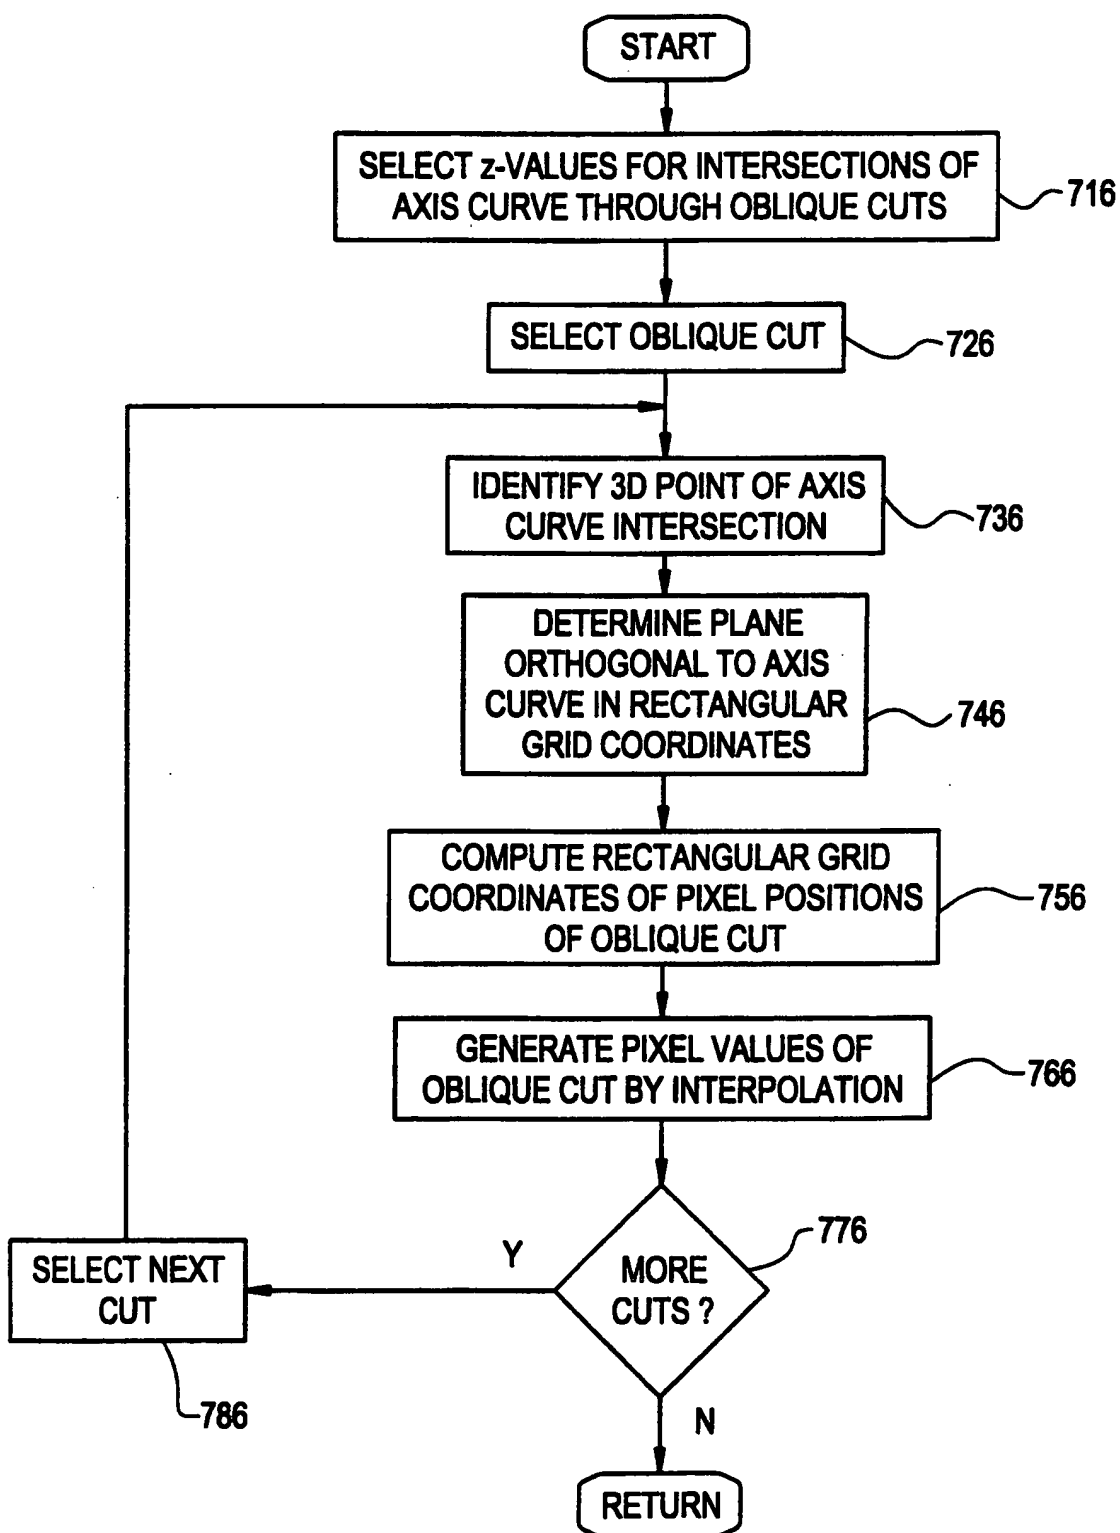 START
SELECT z-VALUES FOR INTERSECTIONS OF
AXIS CURVE THROUGH OBLIQUE CUTS
716
SELECT OBLIQUE CUT
726
IDENTIFY 3D POINT OF AXIS
CURVE INTERSECTION
736
DETERMINE PLANE
ORTHOGONAL TO AXIS
CURVE IN RECTANGULAR
GRID COORDINATES
746
COMPUTE RECTANGULAR GRID
COORDINATES OF PIXEL POSITIONS
OF OBLIQUE CUT
756
GENERATE PIXEL VALUES OF
OBLIQUE CUT BY INTERPOLATION
766
MORE
CUTS ?
776
Y
SELECT NEXT
CUT
786
N
RETURN